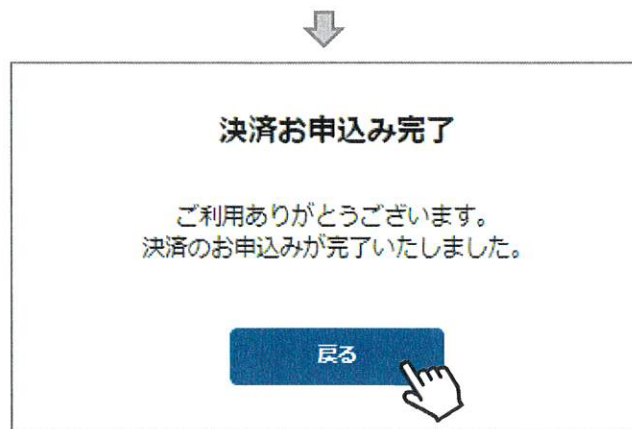 決済お申込み完了
ご利用ありがとうございます。
決済のお申込みが完了いたしました。
戻る